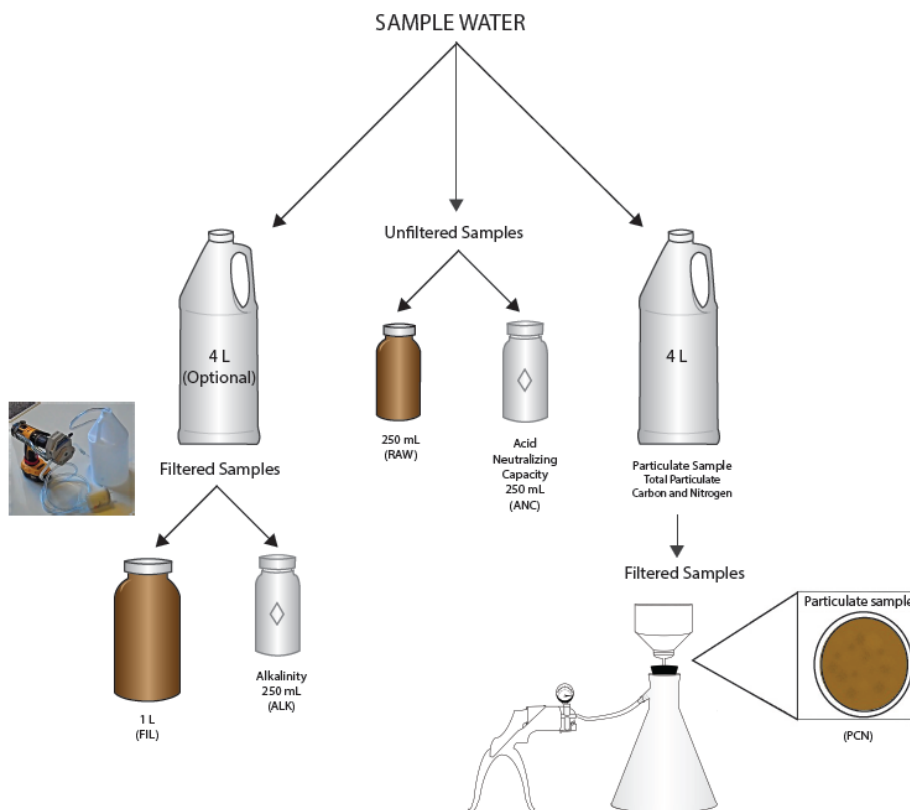 SAMPLE WATER
4 L
(Optional)
Filtered Samples
1 L
(FIL)
Alkalinity
250 mL
(ALK)
Unfiltered Samples
250 mL
(RAW)
Acid
Neutralizing
Capacity
250 mL
(ANC)
4 L
Particulate Sample
Total Particulate
Carbon and Nitrogen
Filtered Samples
Particulate sample
(PCN)